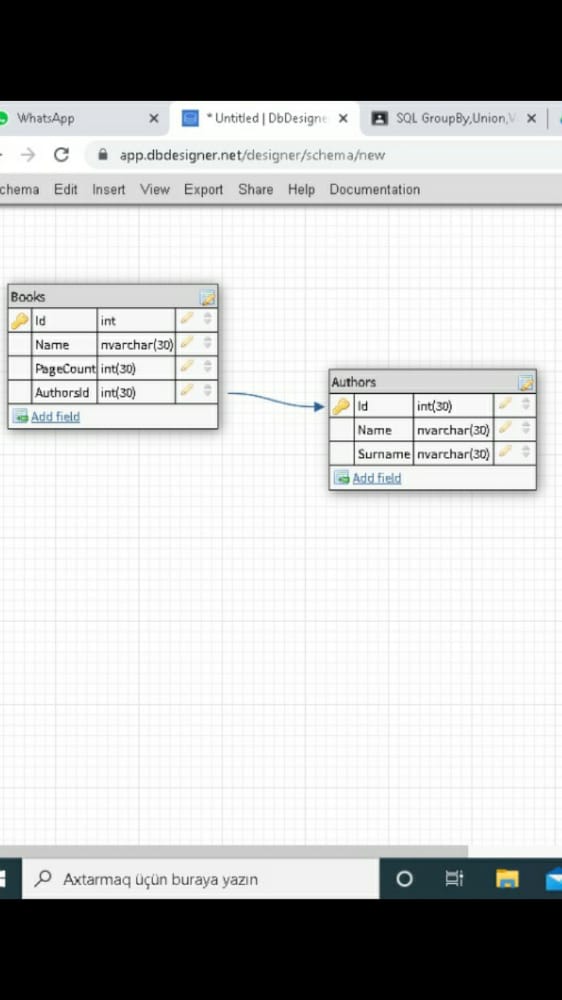 WhatsApp
* Untitled | DbDesigne
SQL GroupBy,Union,V
app.dbdesigner.net/designer/schema/new
chema Edit Insert View Export Share Help Documentation
Books
Id int
Name nvarchar(30)
PageCount int(30)
AuthorsId int(30)
Add field
Authors
Id int(30)
Name nvarchar(30)
Surname nvarchar(30)
Add field
Axtarmaq üçün buraya yazın